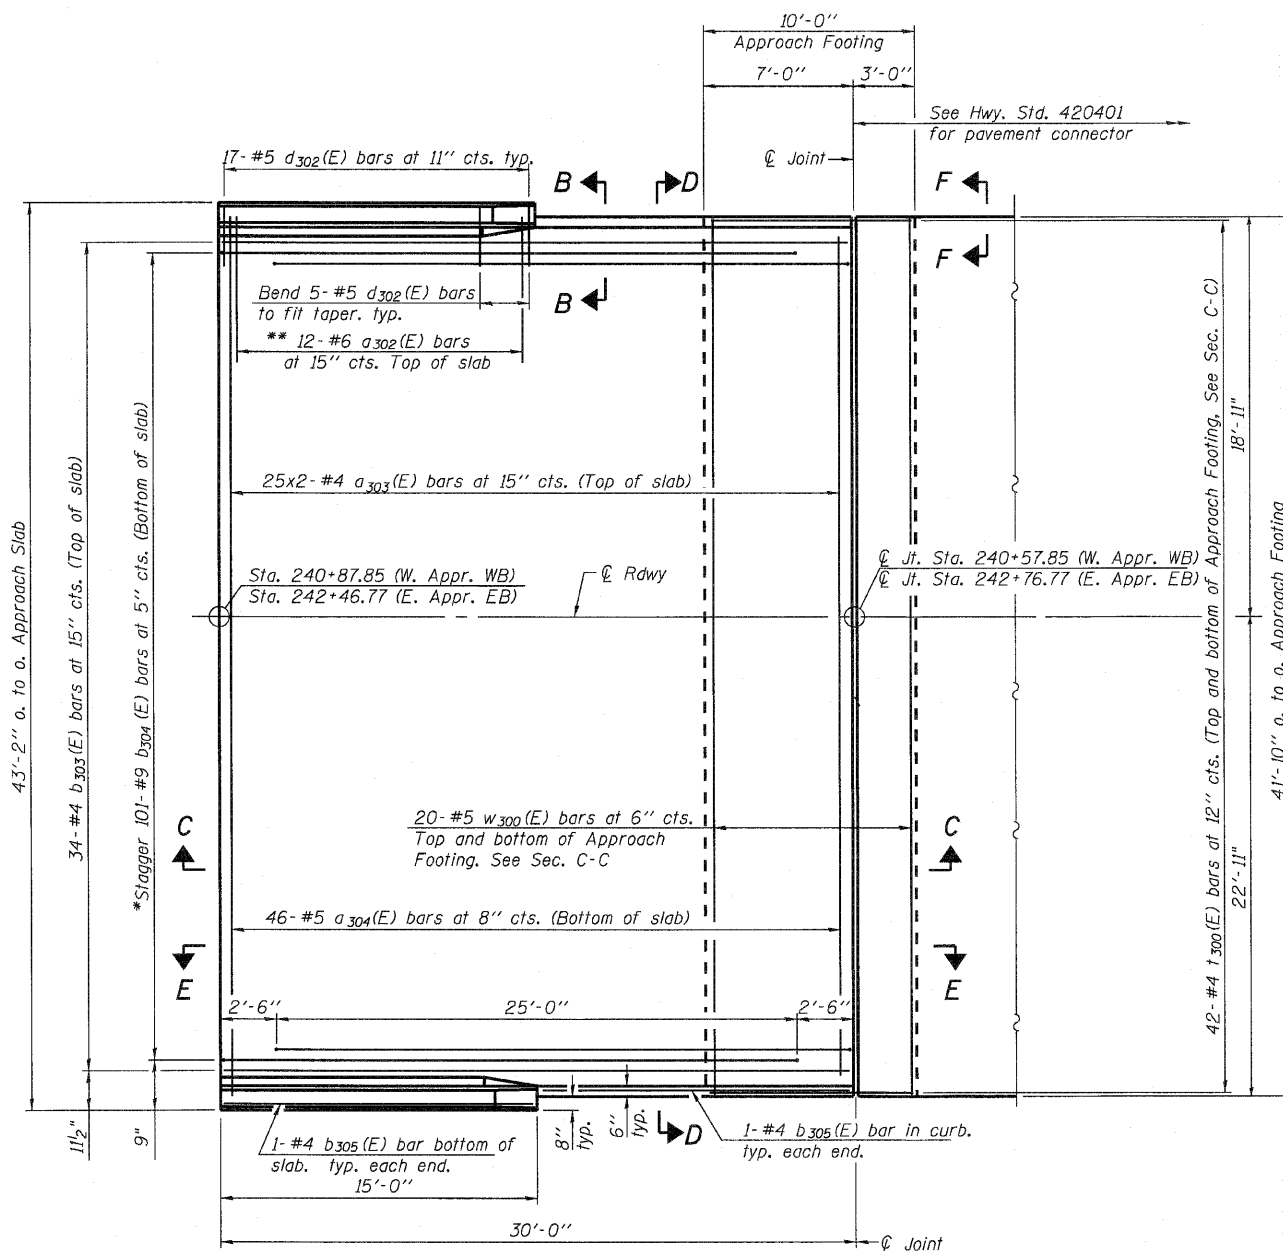 10'-0"
Approach Footing
7'-0"
3'-0"
See Hwy. Std. 420401
for pavement connector
℄ Joint
17-#5 d302(E) bars at 11" cts. typ.
B
D
F
F
B
Bend 5-#5 d302(E) bars
to fit taper. typ.
** 12-#6 a302(E) bars
at 15" cts. Top of slab
25x2-#4 a303(E) bars at 15" cts. (Top of slab)
Sta. 240+87.85 (W. Appr. WB)
Sta. 242+46.77 (E. Appr. EB)
℄ Rdwy
℄ Jt. Sta. 240+57.85 (W. Appr. WB)
℄ Jt. Sta. 242+76.77 (E. Appr. EB)
43'-2" o. to o. Approach Slab
34-#4 b303(E) bars at 15" cts. (Top of slab)
*Stagger 101-#9 b304(E) bars at 5" cts. (Bottom of slab)
42-#4 t300(E) bars at 12" cts. (Top and bottom of Approach Footing, See Sec. C-C)
18'-11"
22'-11"
41'-10" o. to o. Approach Footing
20-#5 w300(E) bars at 6" cts.
Top and bottom of Approach
Footing. See Sec. C-C
C
C
46-#5 a304(E) bars at 8" cts. (Bottom of slab)
E
E
2'-6"
25'-0"
2'-6"
11½"
9"
8"
typ.
6"
typ.
D
1-#4 b305(E) bar bottom of
slab. typ. each end.
1-#4 b305(E) bar in curb.
typ. each end.
15'-0"
30'-0"
℄ Joint